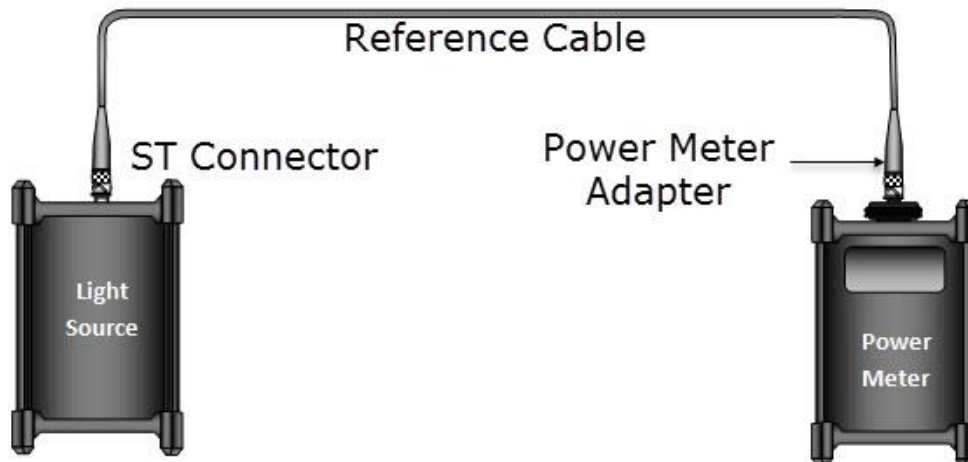 Reference Cable
ST Connector
Power Meter
Adapter
Light
Source
Power
Meter